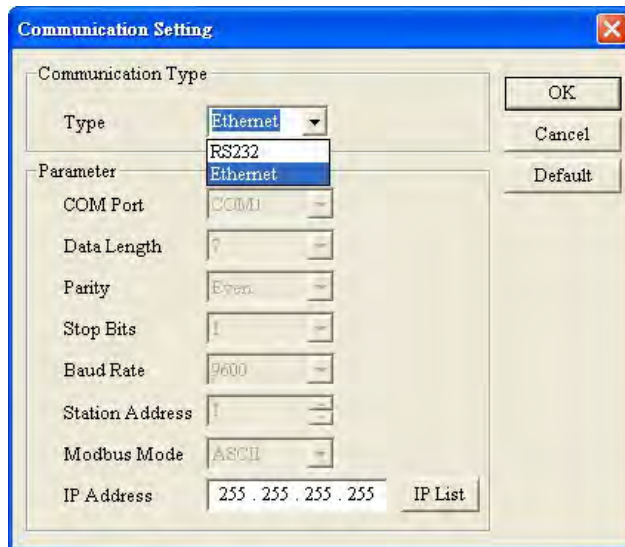 Communication Setting
Communication Type
Type Ethernet
RS232
Ethernet
OK
Cancel
Default
Parameter
COM Port COM1
Data Length 7
Parity Even
Stop Bits 1
Baud Rate 9600
Station Address 1
Modbus Mode ASCII
IP Address 255 . 255 . 255 . 255 IP List